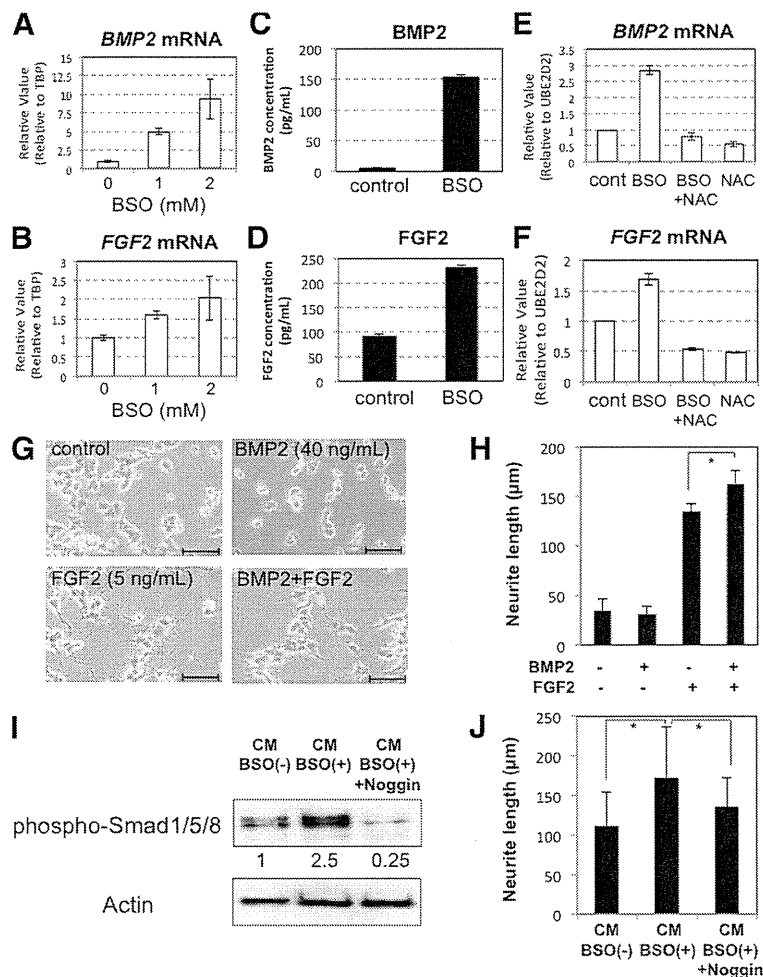 A
BMP2 mRNA
Relative Vialue
(Relative to TBP)
15
12.5
10
7.5
5
2.5
0
0 1 2
BSO (mM)
B
FGF2 mRNA
Relative Value
(Relative to TBP)
3
2.5
2
1.5
1
0.5
0
0 1 2
BSO (mM)
C
BMP2
BMP2 concentration
(pg/mL)
200
150
100
50
0
control BSO
D
FGF2
FGF2 concentration
(pg/mL)
250
200
150
100
50
0
control BSO
E
BMP2 mRNA
Relative Value
(Relative to UBE2D2)
3.5
3
2.5
2
1.5
1
0.5
0
cont BSO BSO NAC
+NAC
F
FGF2 mRNA
Relative Value
(Relative to UBE2D2)
2
1.5
1
0.5
0
cont BSO BSO NAC
+NAC
G
control
BMP2 (40 ng/mL)
FGF2 (5 ng/mL)
BMP2+FGF2
H
Neurite length (μm)
200
150
100
50
0
*
BMP2 - + - +
FGF2 - - + +
I
CM CM CM
BSO(-) BSO(+) BSO(+)
+Noggin
phospho-Smad1/5/8
1 2.5 0.25
Actin
J
Neurite length (μm)
250
200
150
100
50
0
* *
CM CM CM
BSO(-) BSO(+) BSO(+)
+Noggin